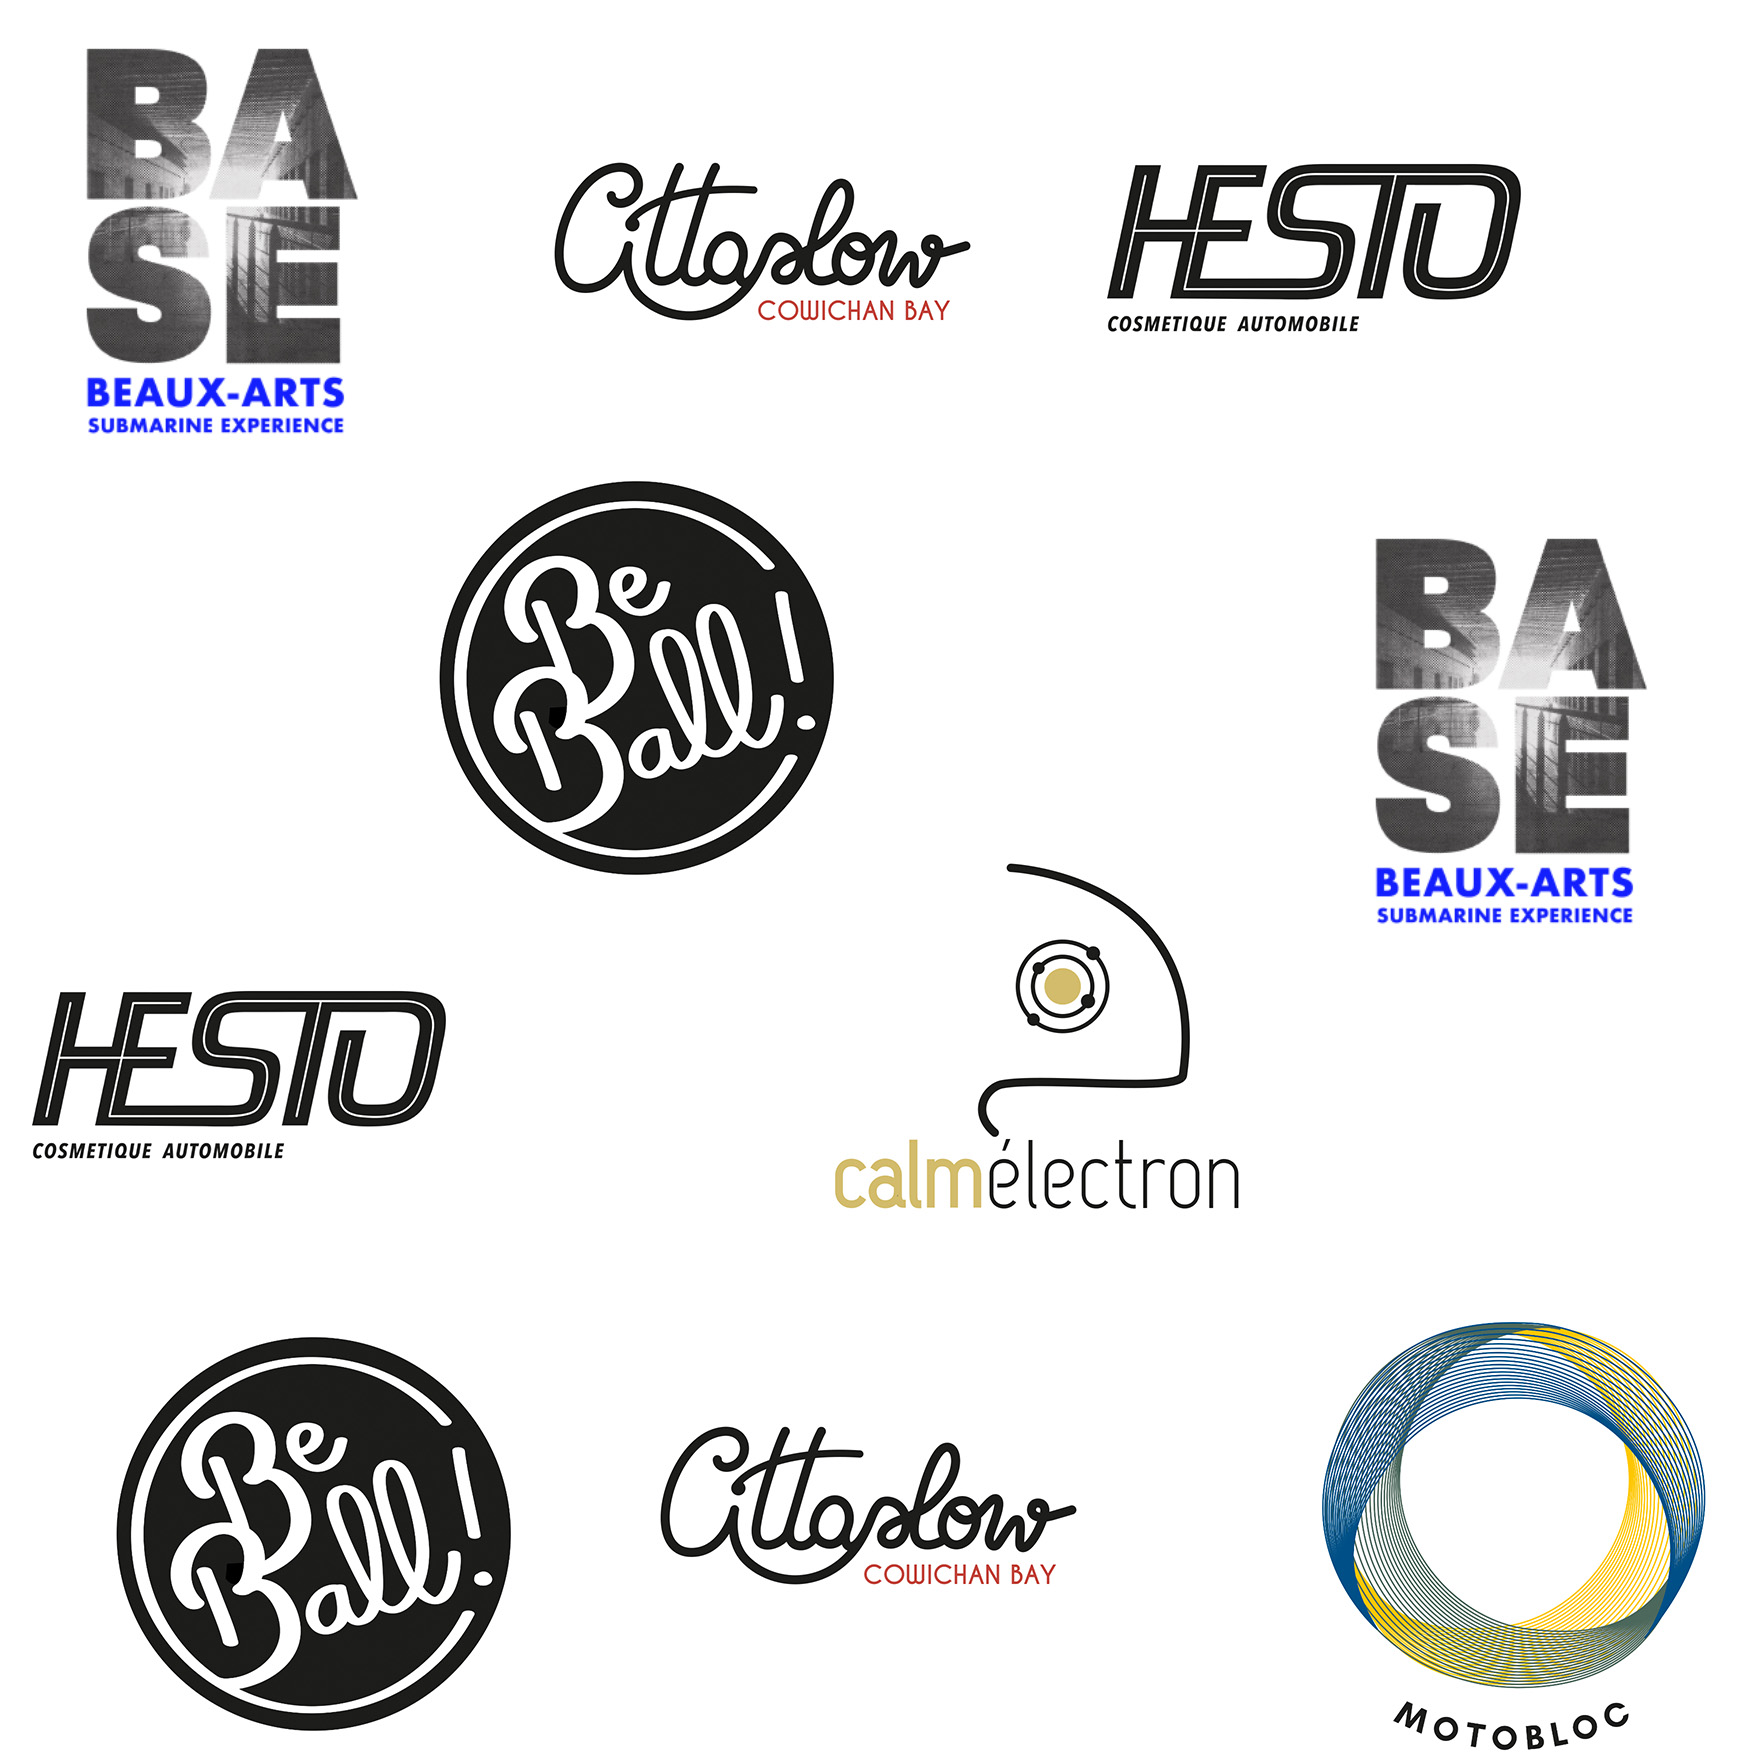 BA
SE
BEAUX-ARTS
SUBMARINE EXPERIENCE
Cittaslow
COWICHAN BAY
HESTO
COSMETIQUE AUTOMOBILE
Be
Ball!
BA
SE
BEAUX-ARTS
SUBMARINE EXPERIENCE
HESTO
COSMETIQUE AUTOMOBILE
calmélectron
Be
Ball!
Cittaslow
COWICHAN BAY
MOTOBLOC